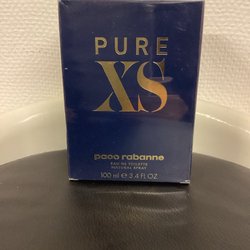 PURE
XS
paco rabanne
EAU DE TOILETTE
NATURAL SPRAY
100 ml e 3,4 FL.OZ